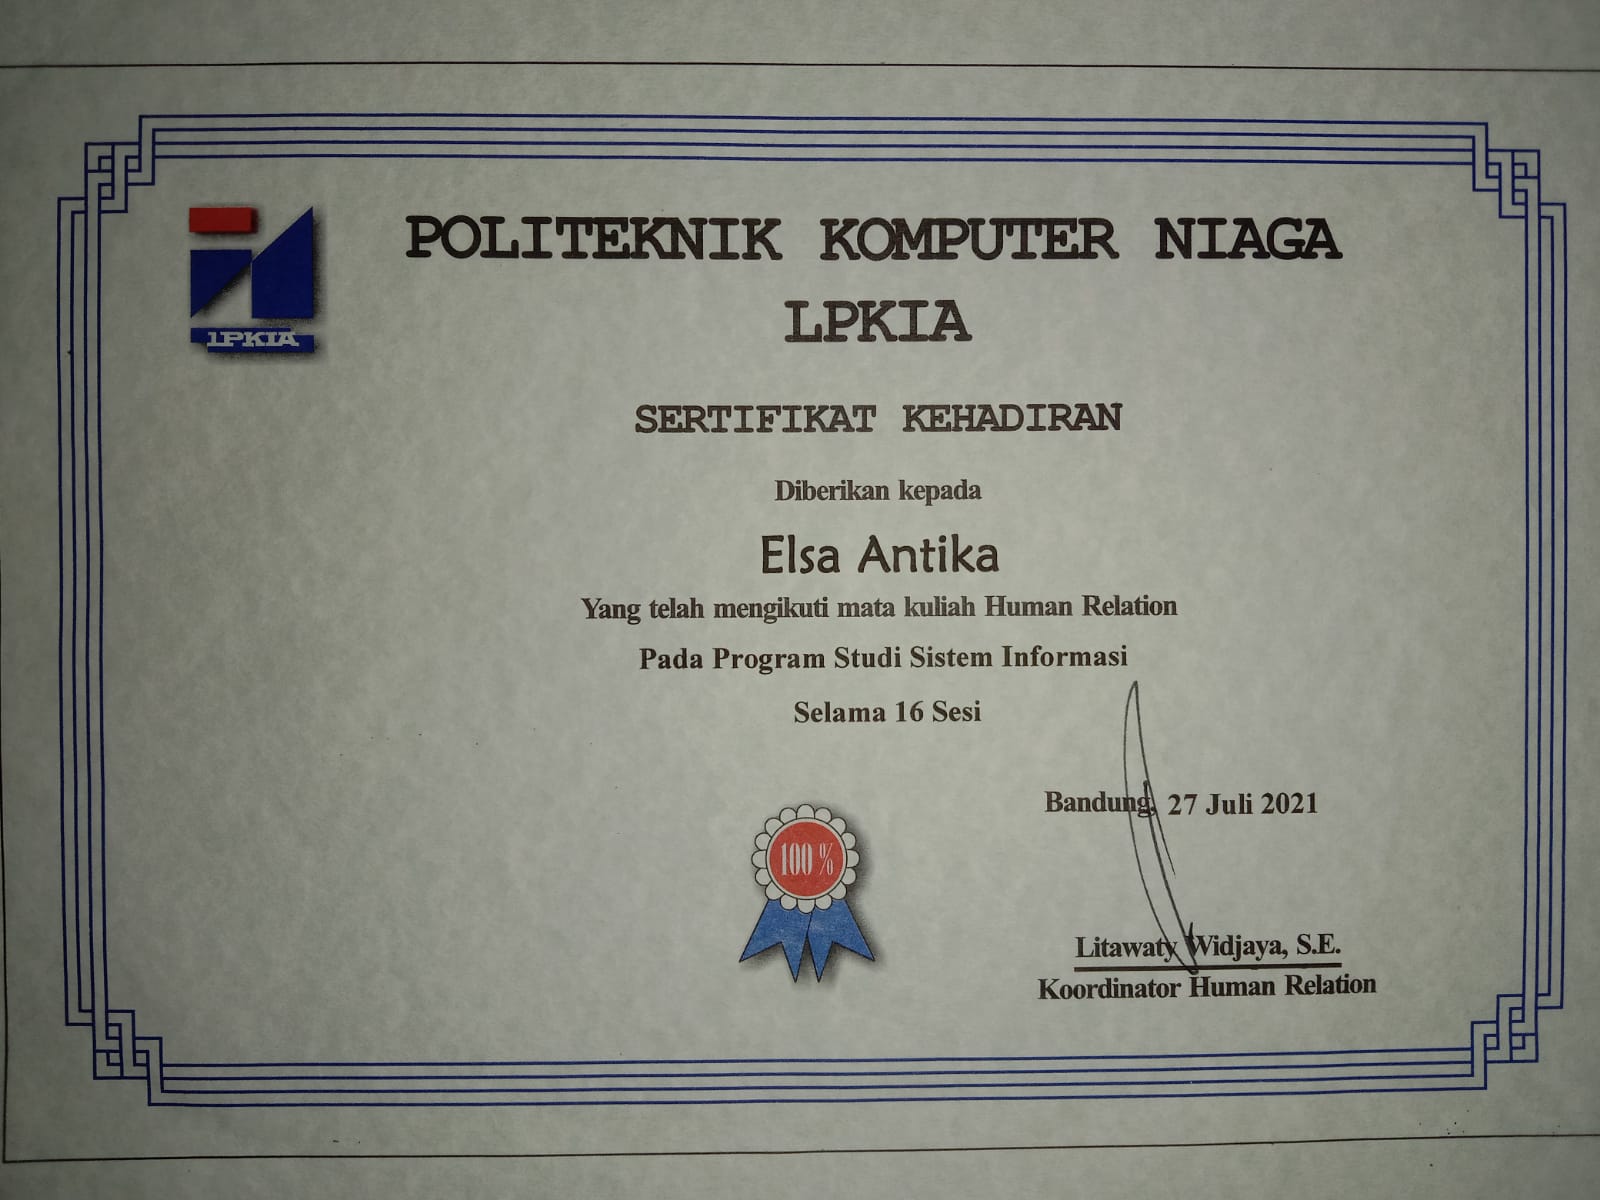 LPKIA
POLITEKNIK KOMPUTER NIAGA
LPKIA
SERTIFIKAT KEHADIRAN
Diberikan kepada
Elsa Antika
Yang telah mengikuti mata kuliah Human Relation
Pada Program Studi Sistem Informasi
Selama 16 Sesi
Bandung, 27 Juli 2021
100 %
Litawaty Widjaya, S.E.
Koordinator Human Relation